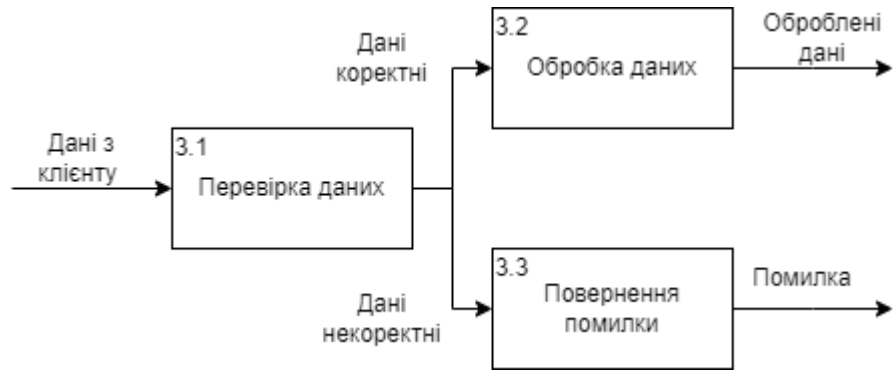 Дані з
клієнту
3.1
Перевірка даних
Дані
коректні
3.2
Обробка даних
Оброблені
дані
Дані
некоректні
3.3
Повернення
помилки
Помилка